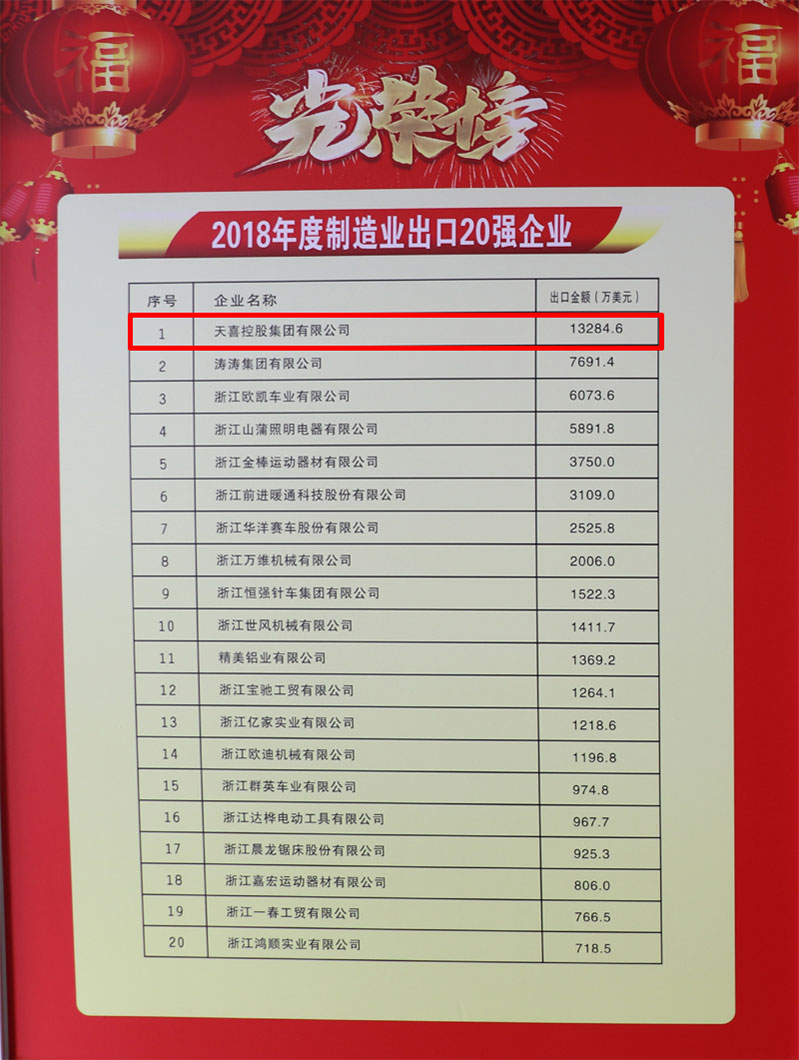 福
福
光荣榜
2018年度制造业出口20强企业
序号 企业名称 出口金额（万美元）
1 天喜控股集团有限公司 13284.6
2 涛涛集团有限公司 7691.4
3 浙江欧凯车业有限公司 6073.6
4 浙江山蒲照明电器有限公司 5891.8
5 浙江金棒运动器材有限公司 3750.0
6 浙江前进暖通科技股份有限公司 3109.0
7 浙江华洋赛车股份有限公司 2525.8
8 浙江万维机械有限公司 2006.0
9 浙江恒强针车集团有限公司 1522.3
10 浙江世风机械有限公司 1411.7
11 精美铝业有限公司 1369.2
12 浙江宝驰工贸有限公司 1264.1
13 浙江亿家实业有限公司 1218.6
14 浙江欧迪机械有限公司 1196.8
15 浙江群英车业有限公司 974.8
16 浙江达桦电动工具有限公司 967.7
17 浙江晨龙锯床股份有限公司 925.3
18 浙江嘉宏运动器材有限公司 806.0
19 浙江一春工贸有限公司 766.5
20 浙江鸿顺实业有限公司 718.5